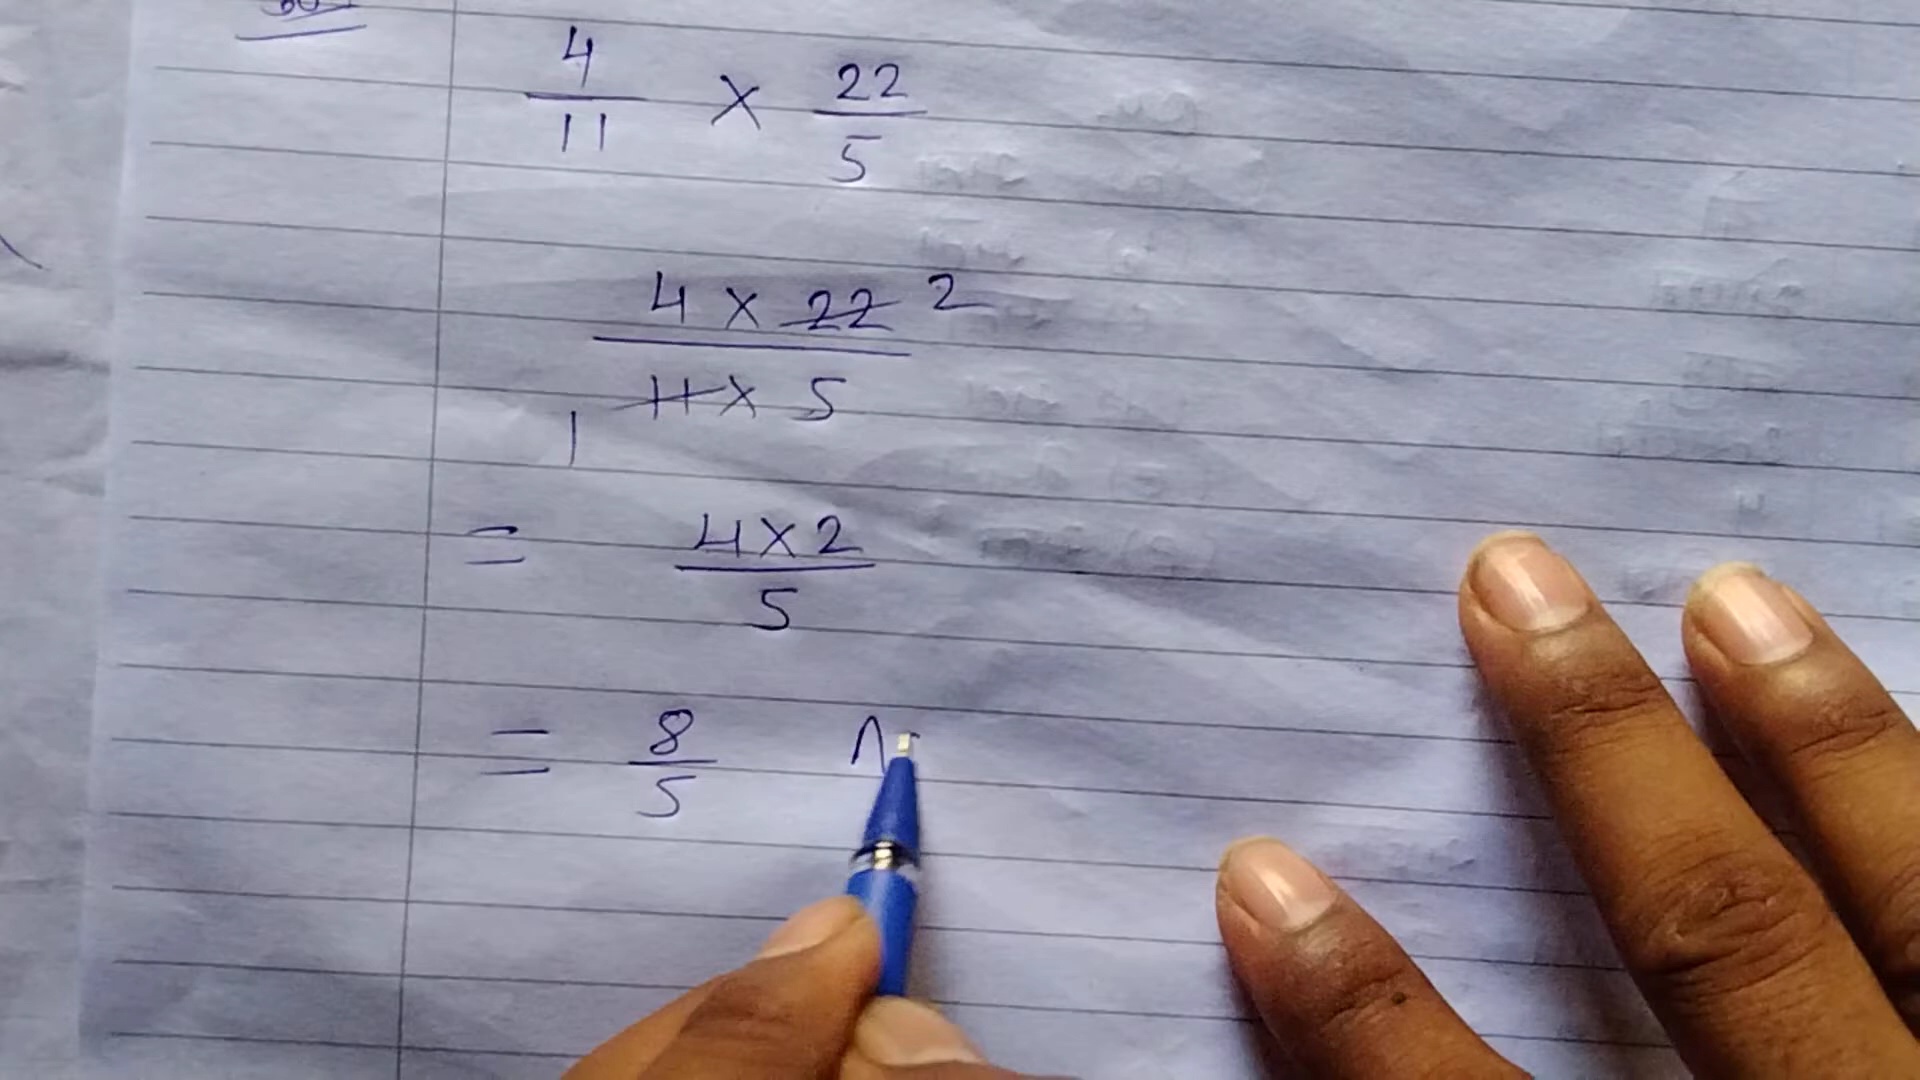 4/11 × 22/5
4 × 22 2
11 × 5
1
= 4×2/5
= 8/5